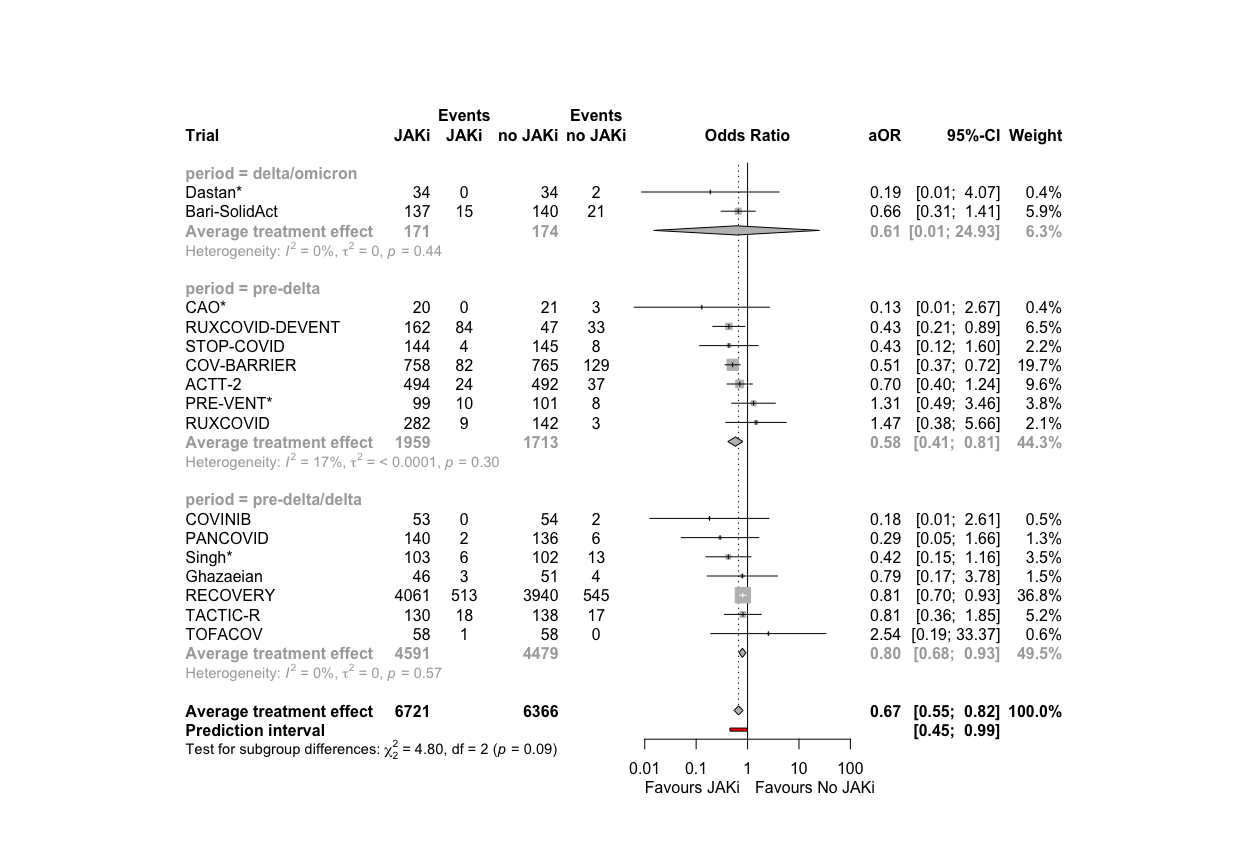 Events Events
Trial JAKi JAKi no JAKi no JAKi Odds Ratio aOR 95%-CI Weight
period = delta/omicron
Dastan* 34 0 34 2 0.19 [0.01; 4.07] 0.4%
Bari-SolidAct 137 15 140 21 0.66 [0.31; 1.41] 5.9%
Average treatment effect 171 174 0.61 [0.01; 24.93] 6.3%
Heterogeneity: I² = 0%, τ² = 0, p = 0.44
period = pre-delta
CAO* 20 0 21 3 0.13 [0.01; 2.67] 0.4%
RUXCOVID-DEVENT 162 84 47 33 0.43 [0.21; 0.89] 6.5%
STOP-COVID 144 4 145 8 0.43 [0.12; 1.60] 2.2%
COV-BARRIER 758 82 765 129 0.51 [0.37; 0.72] 19.7%
ACTT-2 494 24 492 37 0.70 [0.40; 1.24] 9.6%
PRE-VENT* 99 10 101 8 1.31 [0.49; 3.46] 3.8%
RUXCOVID 282 9 142 3 1.47 [0.38; 5.66] 2.1%
Average treatment effect 1959 1713 0.58 [0.41; 0.81] 44.3%
Heterogeneity: I² = 17%, τ² = < 0.0001, p = 0.30
period = pre-delta/delta
COVINIB 53 0 54 2 0.18 [0.01; 2.61] 0.5%
PANCOVID 140 2 136 6 0.29 [0.05; 1.66] 1.3%
Singh* 103 6 102 13 0.42 [0.15; 1.16] 3.5%
Ghazaeian 46 3 51 4 0.79 [0.17; 3.78] 1.5%
RECOVERY 4061 513 3940 545 0.81 [0.70; 0.93] 36.8%
TACTIC-R 130 18 138 17 0.81 [0.36; 1.85] 5.2%
TOFACOV 58 1 58 0 2.54 [0.19; 33.37] 0.6%
Average treatment effect 4591 4479 0.80 [0.68; 0.93] 49.5%
Heterogeneity: I² = 0%, τ² = 0, p = 0.57
Average treatment effect 6721 6366 0.67 [0.55; 0.82] 100.0%
Prediction interval [0.45; 0.99]
Test for subgroup differences: χ²₂ = 4.80, df = 2 (p = 0.09)
0.01 0.1 1 10 100
Favours JAKi Favours No JAKi